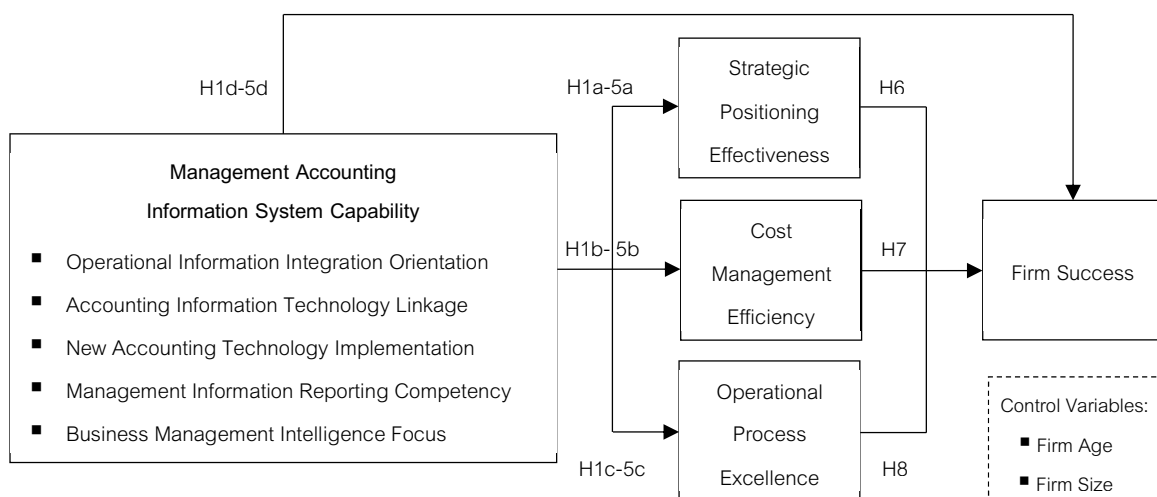 H1d-5d
Management Accounting
Information System Capability
▪ Operational Information Integration Orientation
▪ Accounting Information Technology Linkage
▪ New Accounting Technology Implementation
▪ Management Information Reporting Competency
▪ Business Management Intelligence Focus
H1a-5a
Strategic
Positioning
Effectiveness
H6
H1b- 5b
Cost
Management
Efficiency
H7
H1c-5c
Operational
Process
Excellence
H8
Firm Success
Control Variables:
▪ Firm Age
▪ Firm Size